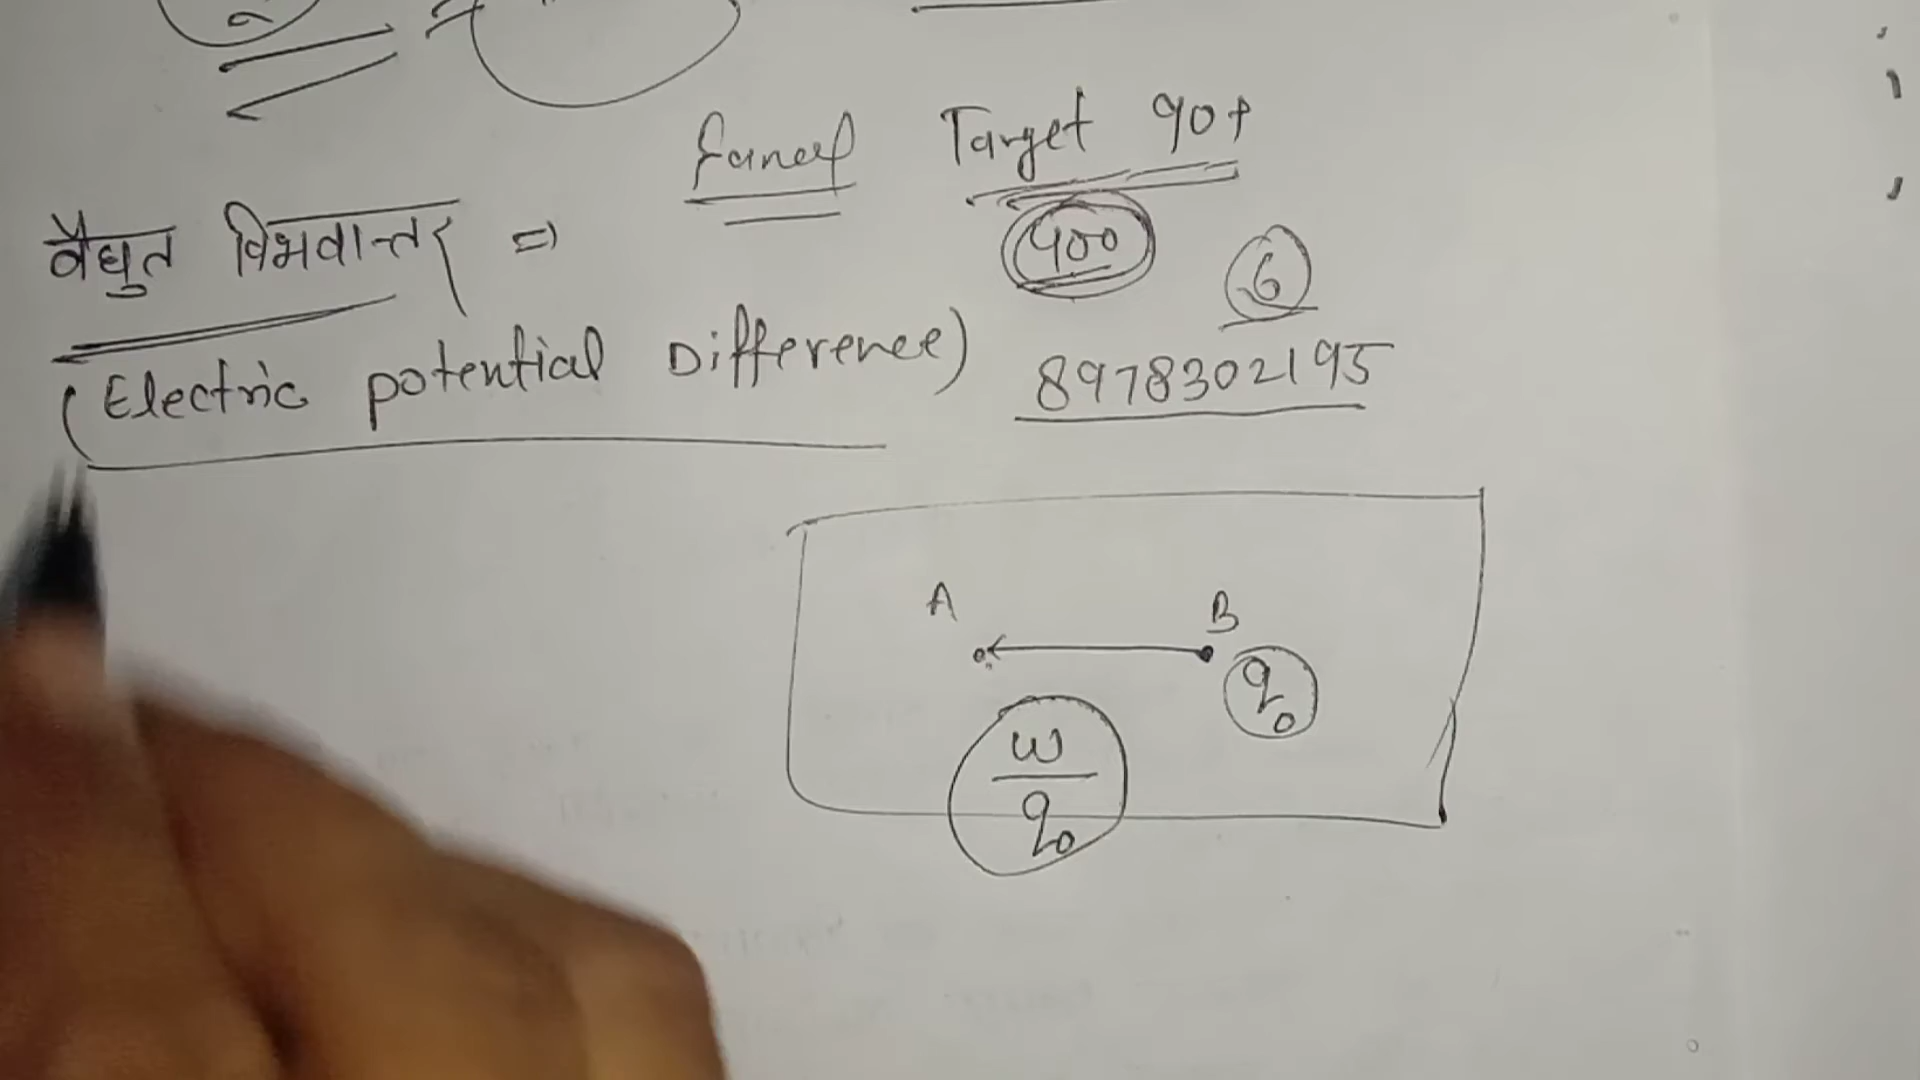 Target 90+
वैद्युत विभवान्तर ⇒
400
6
(Electric potential Difference)
8978302195
A
B
q₀
W
q₀